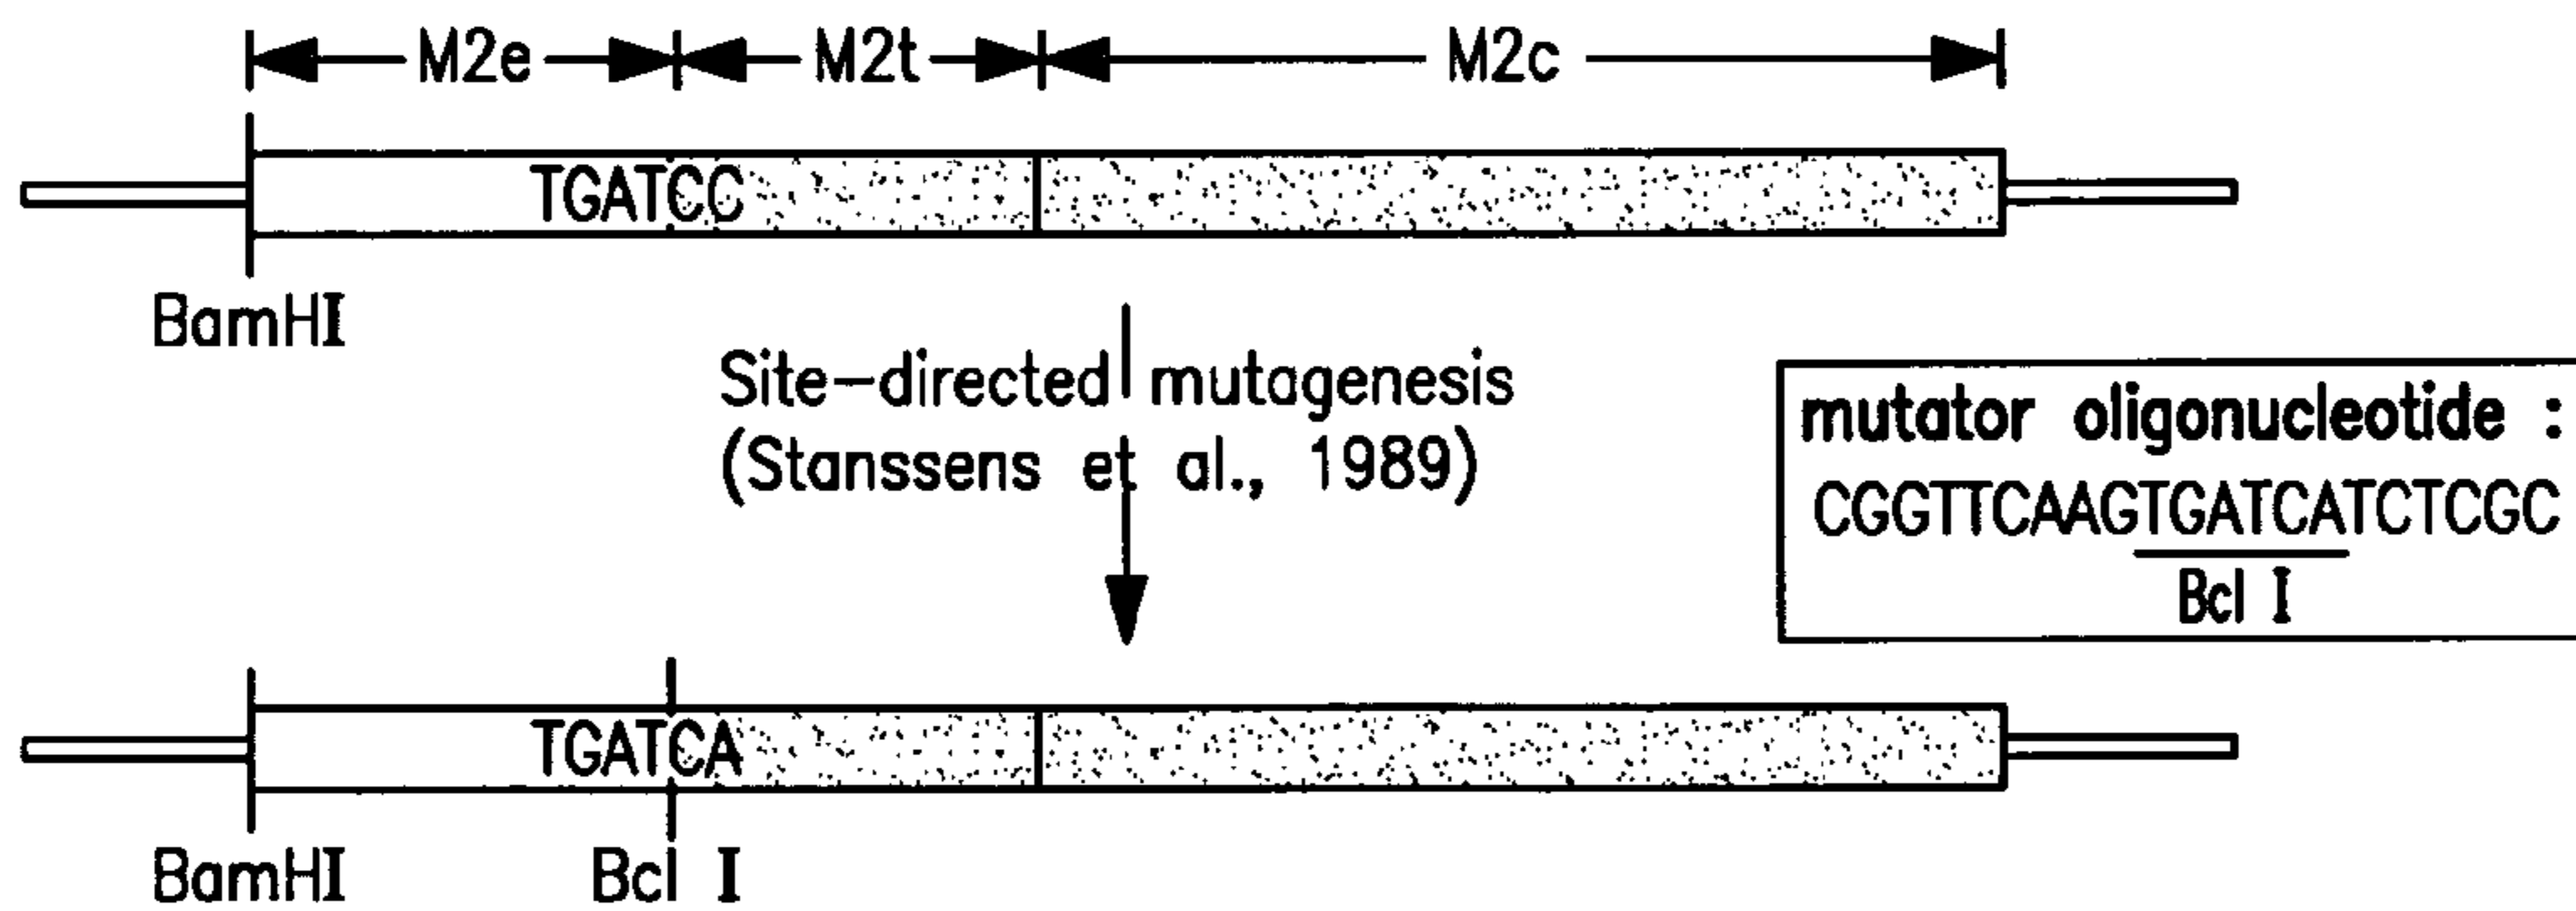 M2e M2t M2c
TGATCC
BamHI
Site-directed mutagenesis
(Stanssens et al., 1989)
mutator oligonucleotide :
CGGTTCAAGTGATCATCTCGC
Bcl I
TGATCA
BamHI Bcl I